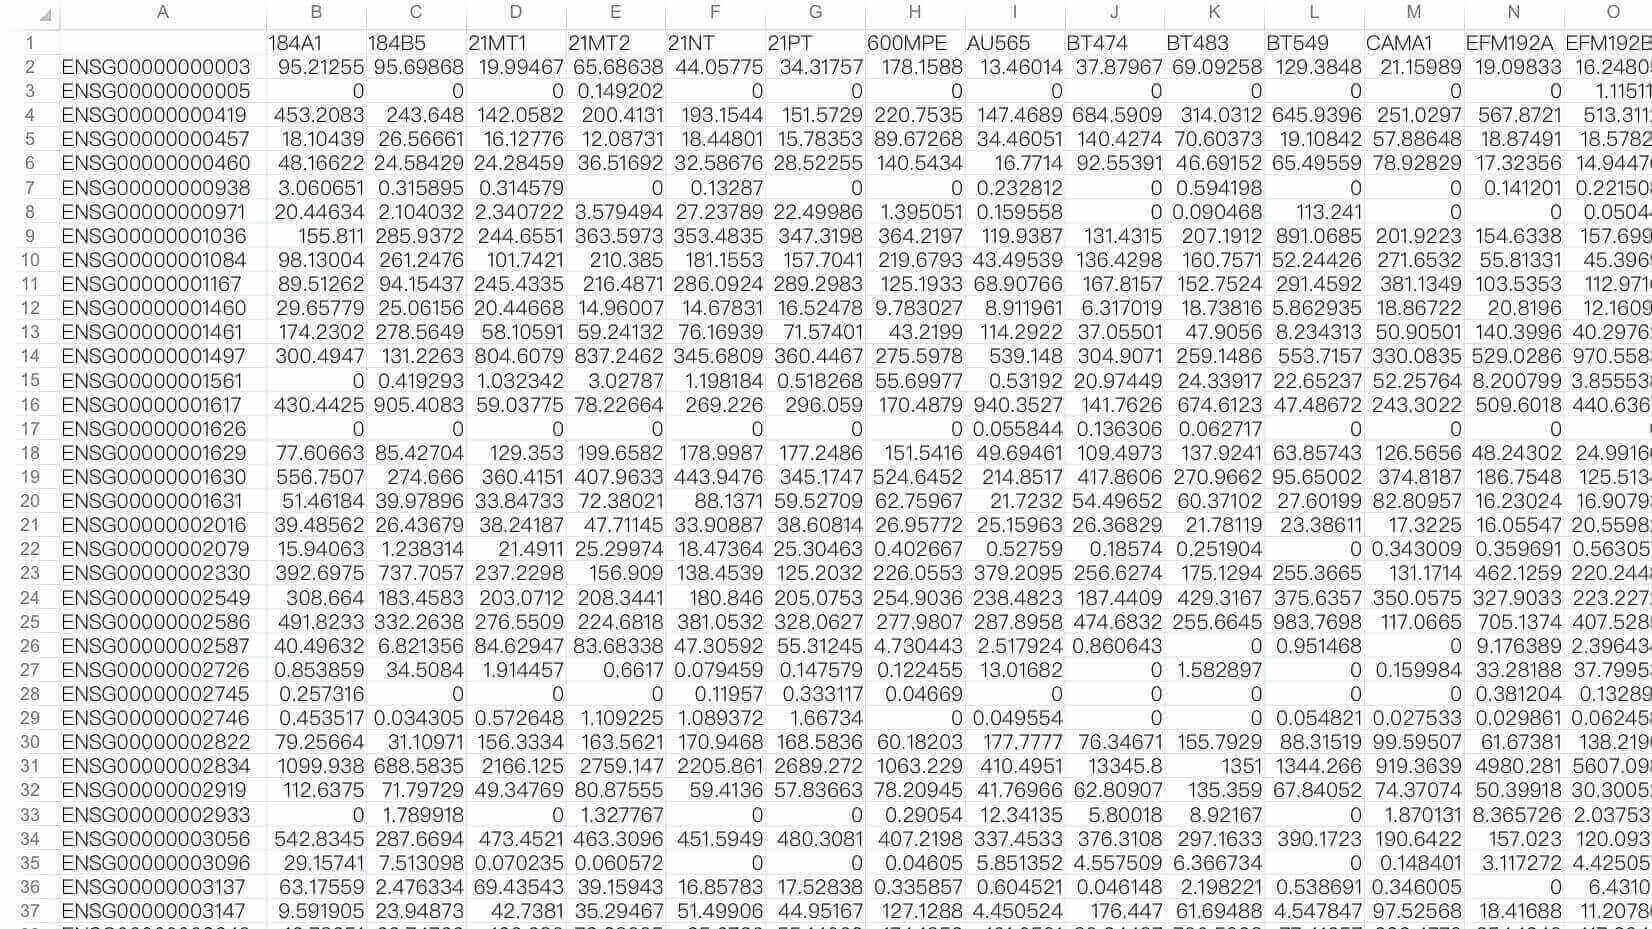 A B C D E F G H I J K L M N O
1 184A1 184B5 21MT1 21MT2 21NT 21PT 600MPE AU565 BT474 BT483 BT549 CAMA1 EFM192A EFM192B
2 ENSG00000000003 95.21255 95.69868 19.99467 65.68638 44.05775 34.31757 178.1588 13.46014 37.87967 69.09258 129.3848 21.15989 19.09833 16.2480
3 ENSG00000000005 0 0 0 0.149202 0 0 0 0 0 0 0 0 0 1.11511
4 ENSG00000000419 453.2083 243.648 142.0582 200.4131 193.1544 151.5729 220.7535 147.4689 684.5909 314.0312 645.9396 251.0297 567.8721 513.311
5 ENSG00000000457 18.10439 26.56661 16.12776 12.08731 18.44801 15.78353 89.67268 34.46051 140.4274 70.60373 19.10842 57.88648 18.87491 18.5782
6 ENSG00000000460 48.16622 24.58429 24.28459 36.51692 32.58676 28.52255 140.5434 16.7714 92.55391 46.69152 65.49559 78.92829 17.32356 14.9447
7 ENSG00000000938 3.060651 0.315895 0.314579 0 0.13287 0 0 0.232812 0 0.594198 0 0 0.141201 0.22150
8 ENSG00000000971 20.44634 2.104032 2.340722 3.579494 27.23789 22.49986 1.395051 0.159558 0 0.090468 113.241 0 0 0.0504
9 ENSG00000001036 155.811 285.9372 244.6551 363.5973 353.4835 347.3198 364.2197 119.9387 131.4315 207.1912 891.0685 201.9223 154.6338 157.699
10 ENSG00000001084 98.13004 261.2476 101.7421 210.385 181.1553 157.7041 219.6793 43.49539 136.4298 160.7571 52.24426 271.6532 55.81331 45.396
11 ENSG00000001167 89.51262 94.15437 245.4335 216.4871 286.0924 289.2983 125.1933 68.90766 167.8157 152.7524 291.4592 381.1349 103.5353 112.971
12 ENSG00000001460 29.65779 25.06156 20.44668 14.96007 14.67831 16.52478 9.783027 8.911961 6.317019 18.73816 5.862935 18.86722 20.8196 12.1609
13 ENSG00000001461 174.2302 278.5649 58.10591 59.24132 76.16939 71.57401 43.2199 114.2922 37.05501 47.9056 8.234313 50.90501 140.3996 40.2976
14 ENSG00000001497 300.4947 131.2263 804.6079 837.2462 345.6809 360.4467 275.5978 539.148 304.9071 259.1486 553.7157 330.0835 529.0286 970.558
15 ENSG00000001561 0 0.419293 1.032342 3.02787 1.198184 0.518268 55.69977 0.53192 20.97449 24.33917 22.65237 52.25764 8.200799 3.85553
16 ENSG00000001617 430.4425 905.4083 59.03775 78.22664 269.226 296.059 170.4879 940.3527 141.7626 674.6123 47.48672 243.3022 509.6018 440.636
17 ENSG00000001626 0 0 0 0 0 0 0 0.055844 0.136306 0.062717 0 0 0
18 ENSG00000001629 77.60663 85.42704 129.353 199.6582 178.9987 177.2486 151.5416 49.69461 109.4973 137.9241 63.85743 126.5656 48.24302 24.9916
19 ENSG00000001630 556.7507 274.666 360.4151 407.9633 443.9476 345.1747 524.6452 214.8517 417.8606 270.9662 95.65002 374.8187 186.7548 125.513
20 ENSG00000001631 51.46184 39.97896 33.84733 72.38021 88.1371 59.52709 62.75967 21.7232 54.49652 60.37102 27.60199 82.80957 16.23024 16.9079
21 ENSG00000002016 39.48562 26.43679 38.24187 47.71145 33.90887 38.60814 26.95772 25.15963 26.36829 21.78119 23.38611 17.3225 16.05547 20.5598
22 ENSG00000002079 15.94063 1.238314 21.4911 25.29974 18.47364 25.30463 0.402667 0.52759 0.18574 0.251904 0 0.343009 0.359691 0.56305
23 ENSG00000002330 392.6975 737.7057 237.2298 156.909 138.4539 125.2032 226.0553 379.2095 256.6274 175.1294 255.3665 131.1714 462.1259 220.244
24 ENSG00000002549 308.664 183.4583 203.0712 208.3441 180.846 205.0753 254.9036 238.4823 187.4409 429.3167 375.6357 350.0575 327.9033 223.227
25 ENSG00000002586 491.8233 332.2638 276.5509 224.6818 381.0532 328.0627 277.9807 287.8958 474.6832 255.6645 983.7698 117.0665 705.1374 407.528
26 ENSG00000002587 40.49632 6.821356 84.62947 83.68338 47.30592 55.31245 4.730443 2.517924 0.860643 0 0.951468 0 9.176389 2.39643
27 ENSG00000002726 0.853859 34.5084 1.914457 0.6617 0.079459 0.147579 0.122455 13.01682 0 1.582897 0 0.159984 33.28188 37.7995
28 ENSG00000002745 0.257316 0 0 0 0.11957 0.333117 0.04669 0 0 0 0 0 0.381204 0.13289
29 ENSG00000002746 0.453517 0.034305 0.572648 1.109225 1.089372 1.66734 0 0.049554 0 0 0.054821 0.027533 0.029861 0.06245
30 ENSG00000002822 79.25664 31.10971 156.3334 163.5621 170.9468 168.5836 60.18203 177.7777 76.34671 155.7929 88.31519 99.59507 61.67381 138.219
31 ENSG00000002834 1099.938 688.5835 2166.125 2759.147 2205.861 2689.272 1063.229 410.4951 13345.8 1351 1344.266 919.3639 4980.281 5607.09
32 ENSG00000002919 112.6375 71.79729 49.34769 80.87555 59.4136 57.83663 78.20945 41.76966 62.80907 135.359 67.84052 74.37074 50.39918 30.3005
33 ENSG00000002933 0 1.789918 0 1.327767 0 0 0.29054 12.34135 5.80018 8.92167 0 1.870131 8.365726 2.03753
34 ENSG00000003056 542.8345 287.6694 473.4521 463.3096 451.5949 480.3081 407.2198 337.4533 376.3108 297.1633 390.1723 190.6422 157.023 120.093
35 ENSG00000003096 29.15741 7.513098 0.070235 0.060572 0 0 0.04605 5.851352 4.557509 6.366734 0 0.148401 3.117272 4.42505
36 ENSG00000003137 63.17559 2.476334 69.43543 39.15943 16.85783 17.52838 0.335857 0.604521 0.046148 2.198221 0.538691 0.346005 0 6.4310
37 ENSG00000003147 9.591905 23.94873 42.7381 35.29467 51.49906 44.95167 127.1288 4.450524 176.447 61.69488 4.547847 97.52568 18.41688 11.2078